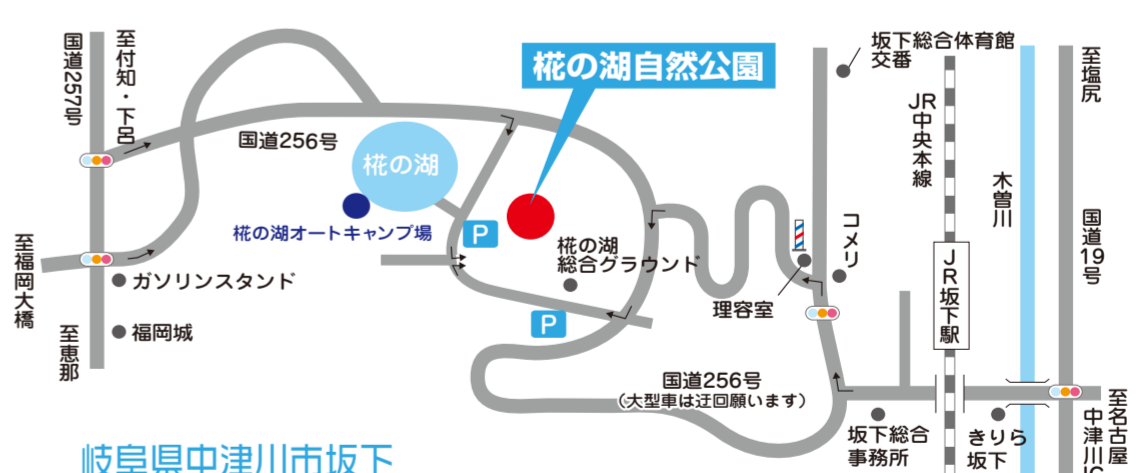 至付知・下呂
国道257号
国道256号
椛の湖自然公園
椛の湖
椛の湖オートキャンプ場
P
椛の湖
総合グラウンド
P
至福岡大橋
ガソリンスタンド
福岡城
至恵那
坂下総合体育館
交番
JR中央本線
木曽川
至塩尻
国道19号
コメリ
理容室
JR坂下駅
国道256号
(大型車は迂回願います)
坂下総合
事務所
きりら
坂下
至名古屋
中津川IC
岐阜県中津川市坂下